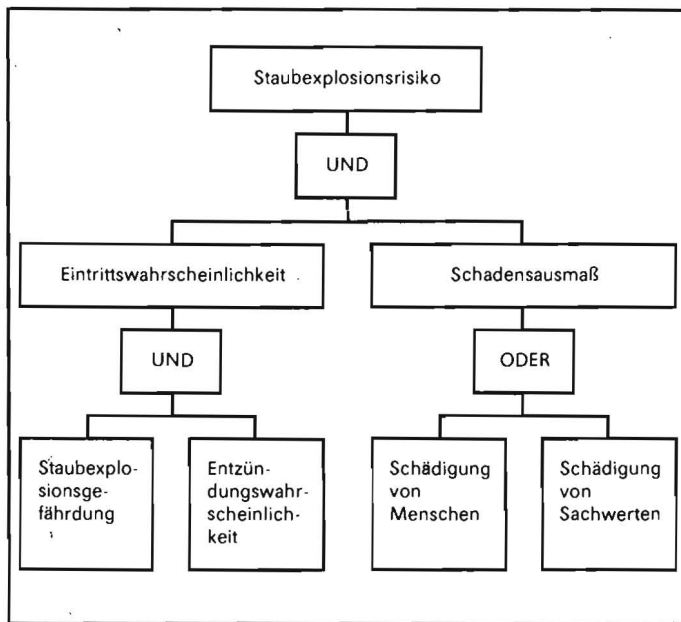 Staubexplosionsrisiko
UND
Eintrittswahrscheinlichkeit
Schadensausmaß
UND
ODER
Staubexplo-
sionsge-
fährdung
Entzün-
dungswahr-
scheinlich-
keit
Schädigung
von
Menschen
Schädigung
von
Sachwerten